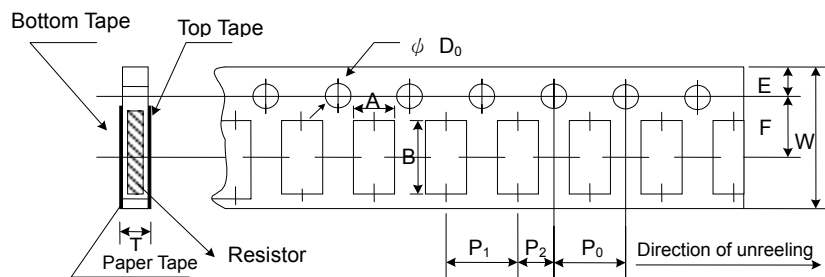 Bottom Tape
Top Tape
ψ D₀
E
A
F
B
W
T
Paper Tape
Resistor
P₁
P₂
P₀
Direction of unreeling